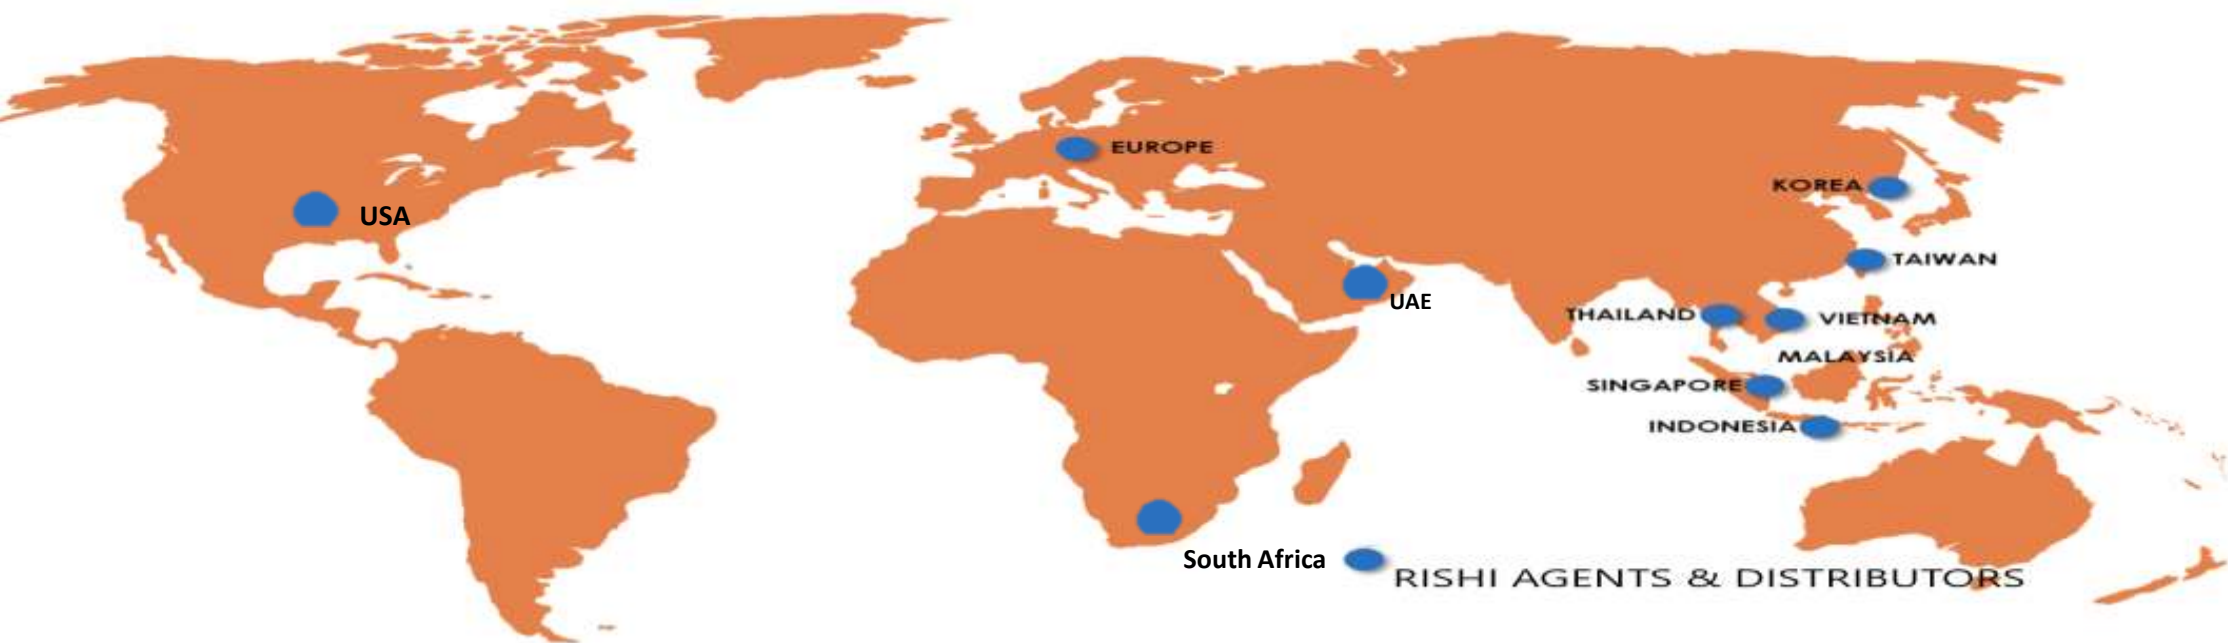 EUROPE
KOREA
USA
TAIWAN
UAE
THAILAND
VIETNAM
MALAYSIA
SINGAPORE
INDONESIA
South Africa
RISHI AGENTS & DISTRIBUTORS